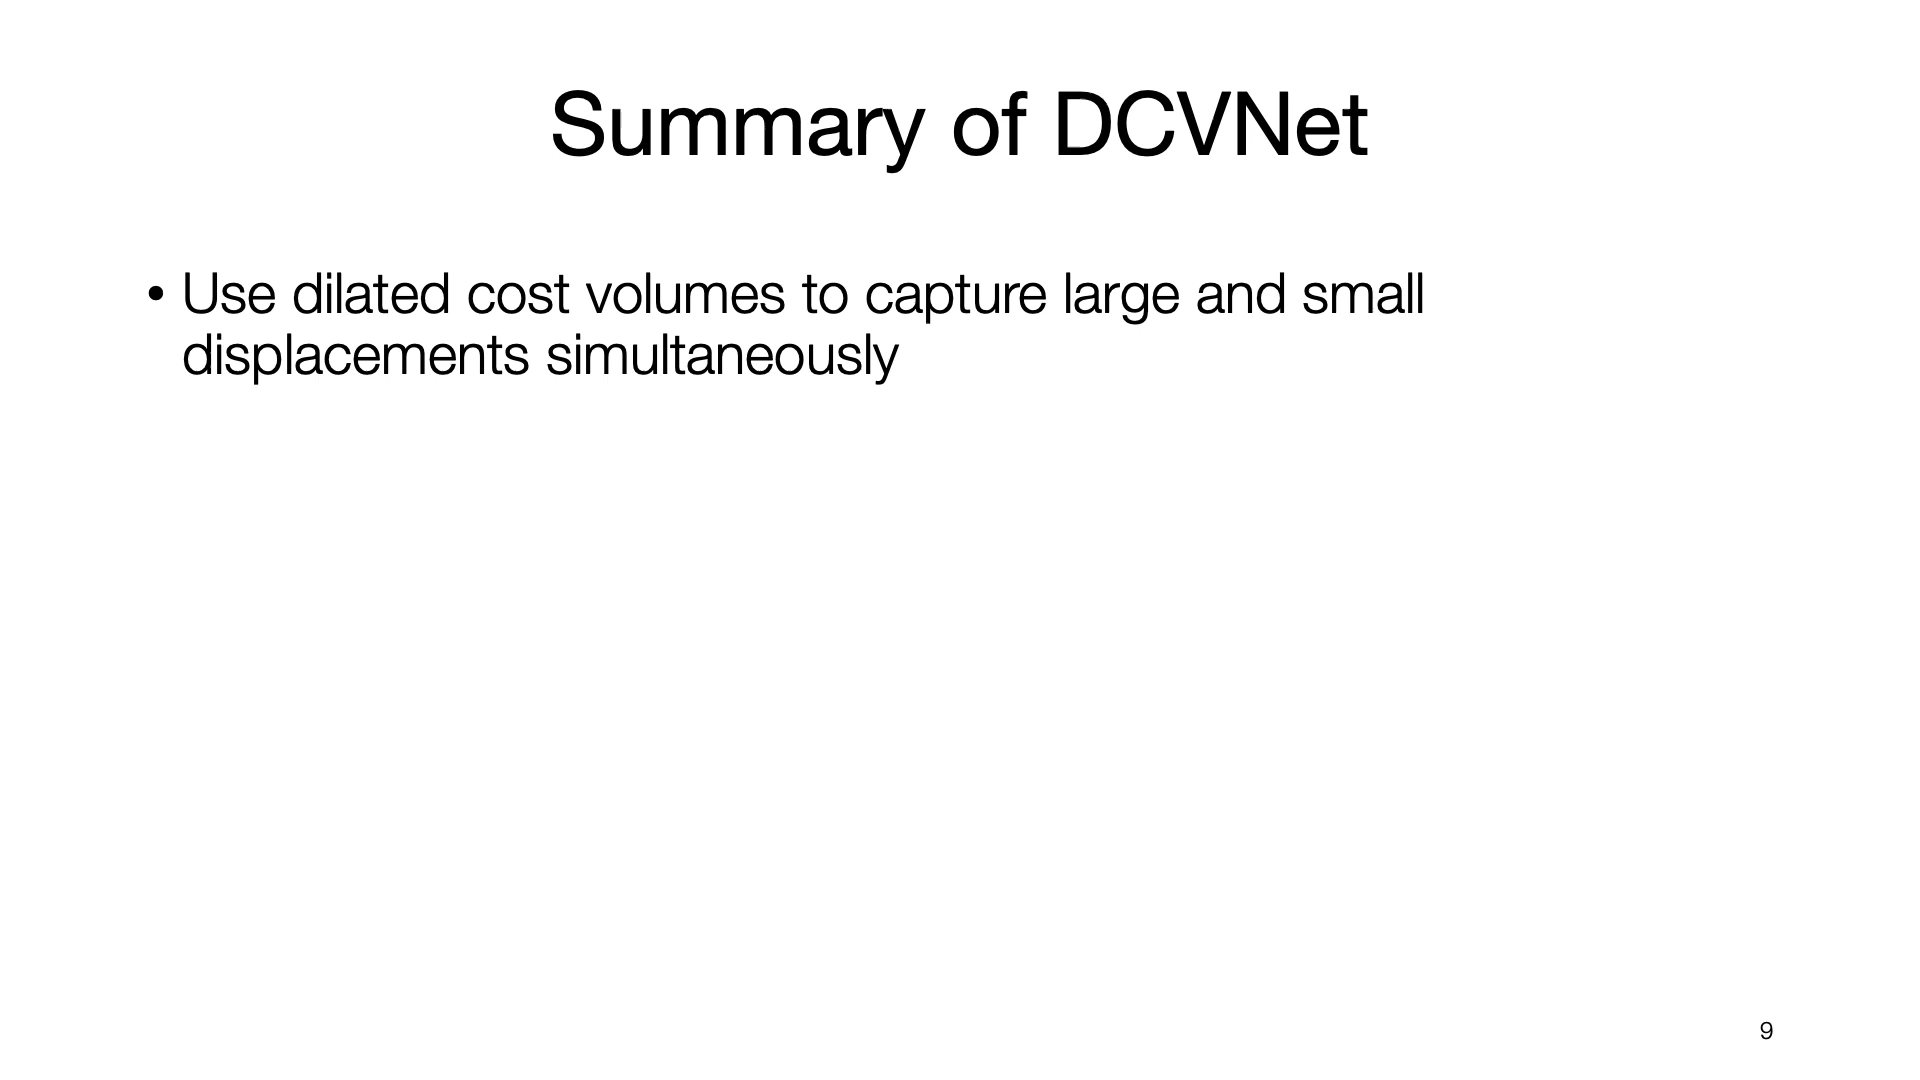 Summary of DCVNet
• Use dilated cost volumes to capture large and small
displacements simultaneously
9